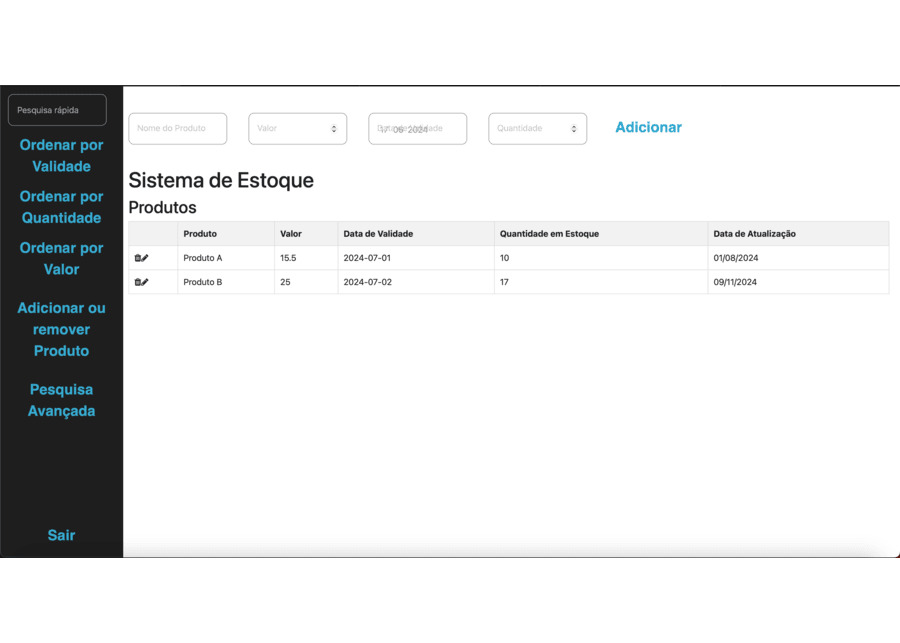 Pesquisa rápida
Ordenar por
Validade
Ordenar por
Quantidade
Ordenar por
Valor
Adicionar ou
remover
Produto
Pesquisa
Avançada
Sair
Nome do Produto
Valor
Quantidade
Adicionar
Sistema de Estoque
Produtos
Produto Valor Data de Validade Quantidade em Estoque Data de Atualização
Produto A 15.5 2024-07-01 10 01/08/2024
Produto B 25 2024-07-02 17 09/11/2024